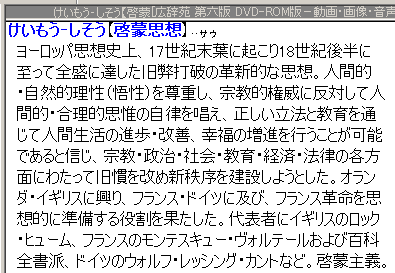 けいもう‐しそう【啓蒙思想】広辞苑 第六版 DVD-ROM版 – 動画・画像・音声
けいもう‐しそう【啓蒙思想】‥サウ
ヨーロッパ思想史上、17世紀末葉に起こり18世紀後半に
至って全盛に達した旧弊打破の革新的な思想。人間的
・自然的理性（悟性）を尊重し、宗教的権威に反対して人
間的・合理的思惟の自律を唱え、正しい立法と教育を通
じて人間生活の進歩・改善、幸福の増進を行うことが可能
であると信じ、宗教・政治・社会・教育・経済・法律の各方
面にわたって旧慣を改め新秩序を建設しようとした。オラン
ダ・イギリスに興り、フランス・ドイツに及び、フランス革命を思
想的に準備する役割を果たした。代表者にイギリスのロック
・ヒューム、フランスのモンテスキュー・ヴォルテールおよび百科
全書派、ドイツのウォルフ・レッシング・カントなど。啓蒙主義。